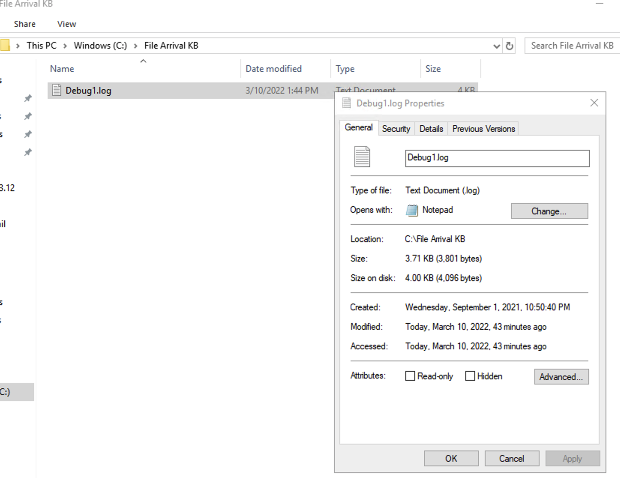 File Arrival KB
Share View
This PC > Windows (C:) > File Arrival KB
Search File Arrival KB
Name Date modified Type Size
Debug1.log 3/10/2022 1:44 PM Text Document 4 KB
Debug1.log Properties
General Security Details Previous Versions
Debug1.log
Type of file: Text Document (.log)
Opens with: Notepad Change...
Location: C:\File Arrival KB
Size: 3.71 KB (3,801 bytes)
Size on disk: 4.00 KB (4,096 bytes)
Created: Wednesday, September 1, 2021, 10:50:40 PM
Modified: Today, March 10, 2022, 43 minutes ago
Accessed: Today, March 10, 2022, 43 minutes ago
Attributes: Read-only Hidden Advanced...
OK Cancel Apply
8.12
il
C:)